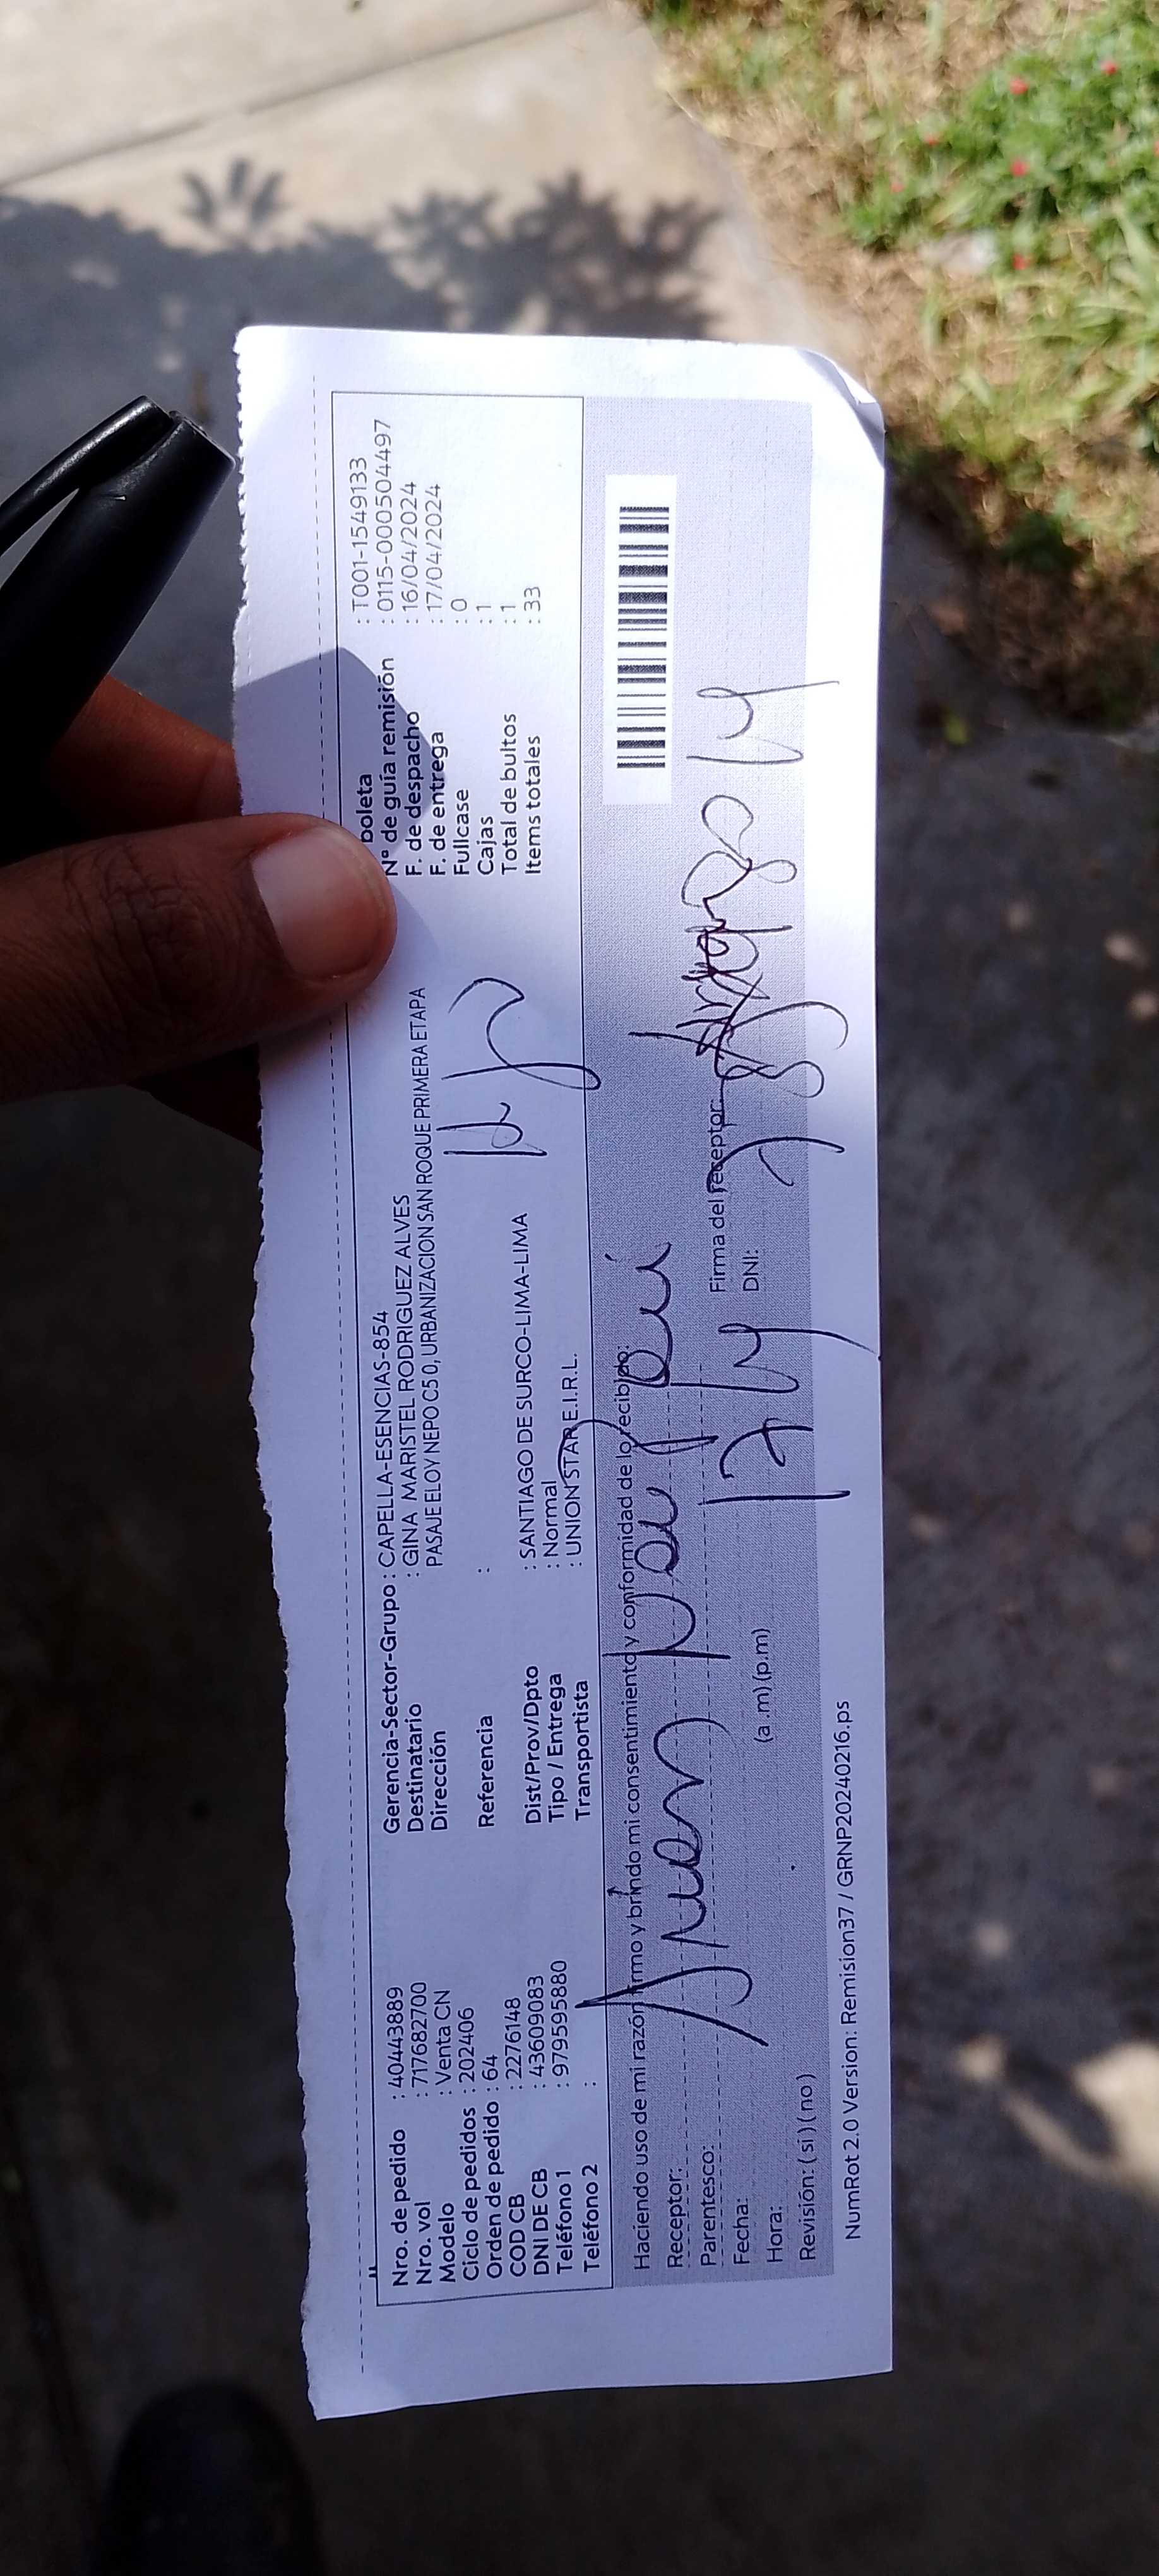 Nro. de pedido : 40443889
Nro. vol : 717682700
Modelo : Venta CN
Ciclo de pedidos : 202406
Orden de pedido : 64
COD CB : 2276148
DNI DE CB : 43609083
Teléfono 1 : 979595880
Teléfono 2 :
Gerencia-Sector-Grupo : CAPELLA-ESENCIAS-854
Destinatario : GINA MARISTEL RODRIGUEZ ALVES
Dirección PASAJE ELOY NEPO C5 0, URBANIZACION SAN ROQUE PRIMERA ETAPA
Referencia :
Dist/Prov/Dpto : SANTIAGO DE SURCO-LIMA-LIMA
Tipo / Entrega : Normal
Transportista : UNION STAR E.I.R.L.
boleta : T001-1549133
N° de guía remisión : 0115-000504497
F. de despacho : 16/04/2024
F. de entrega : 17/04/2024
Fullcase : 0
Cajas : 1
Total de bultos : 1
Items totales : 33
Haciendo uso de mi razón firmo y brindo mi consentimiento y conformidad de lo recibido:
Receptor:
Parentesco:
Fecha:
Hora: (a .m) (p.m)
Revisión: ( si ) ( no )
Firma del receptor:
DNI:
NumRot 2.0 Version: Remision37 / GRNP20240216.ps